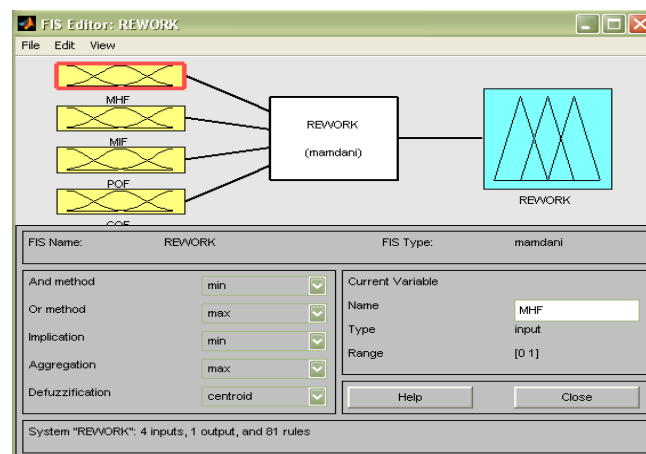 FIS Editor: REWORK
File Edit View
MHF
MIF
POF
COF
REWORK
(mamdani)
REWORK
FIS Name: REWORK FIS Type: mamdani
And method min
Or method max
Implication min
Aggregation max
Defuzzification centroid
Current Variable
Name MHF
Type input
Range [0 1]
Help Close
System "REWORK": 4 inputs, 1 output, and 81 rules